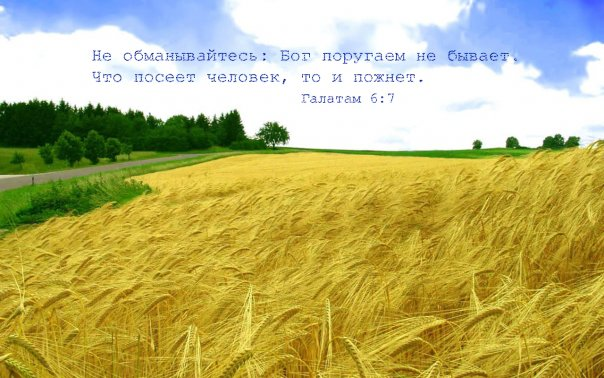 Не обманывайтесь: Бог поругаем не бывает.
Что посеет человек, то и пожнет.
Галатам 6:7